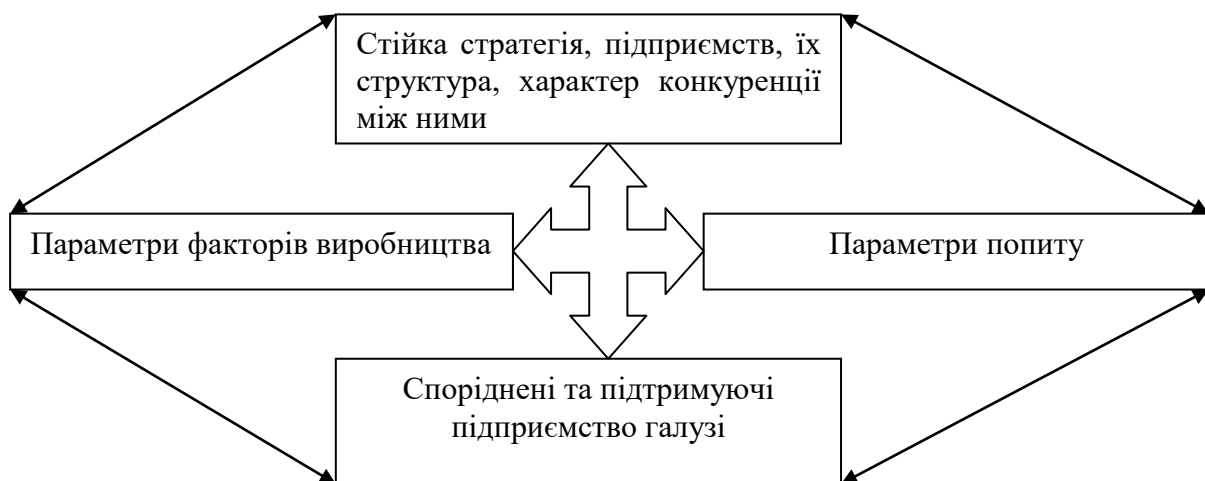 Стійка стратегія, підприємств, їх
структура, характер конкуренції
між ними
Параметри факторів виробництва
Параметри попиту
Споріднені та підтримуючі
підприємство галузі